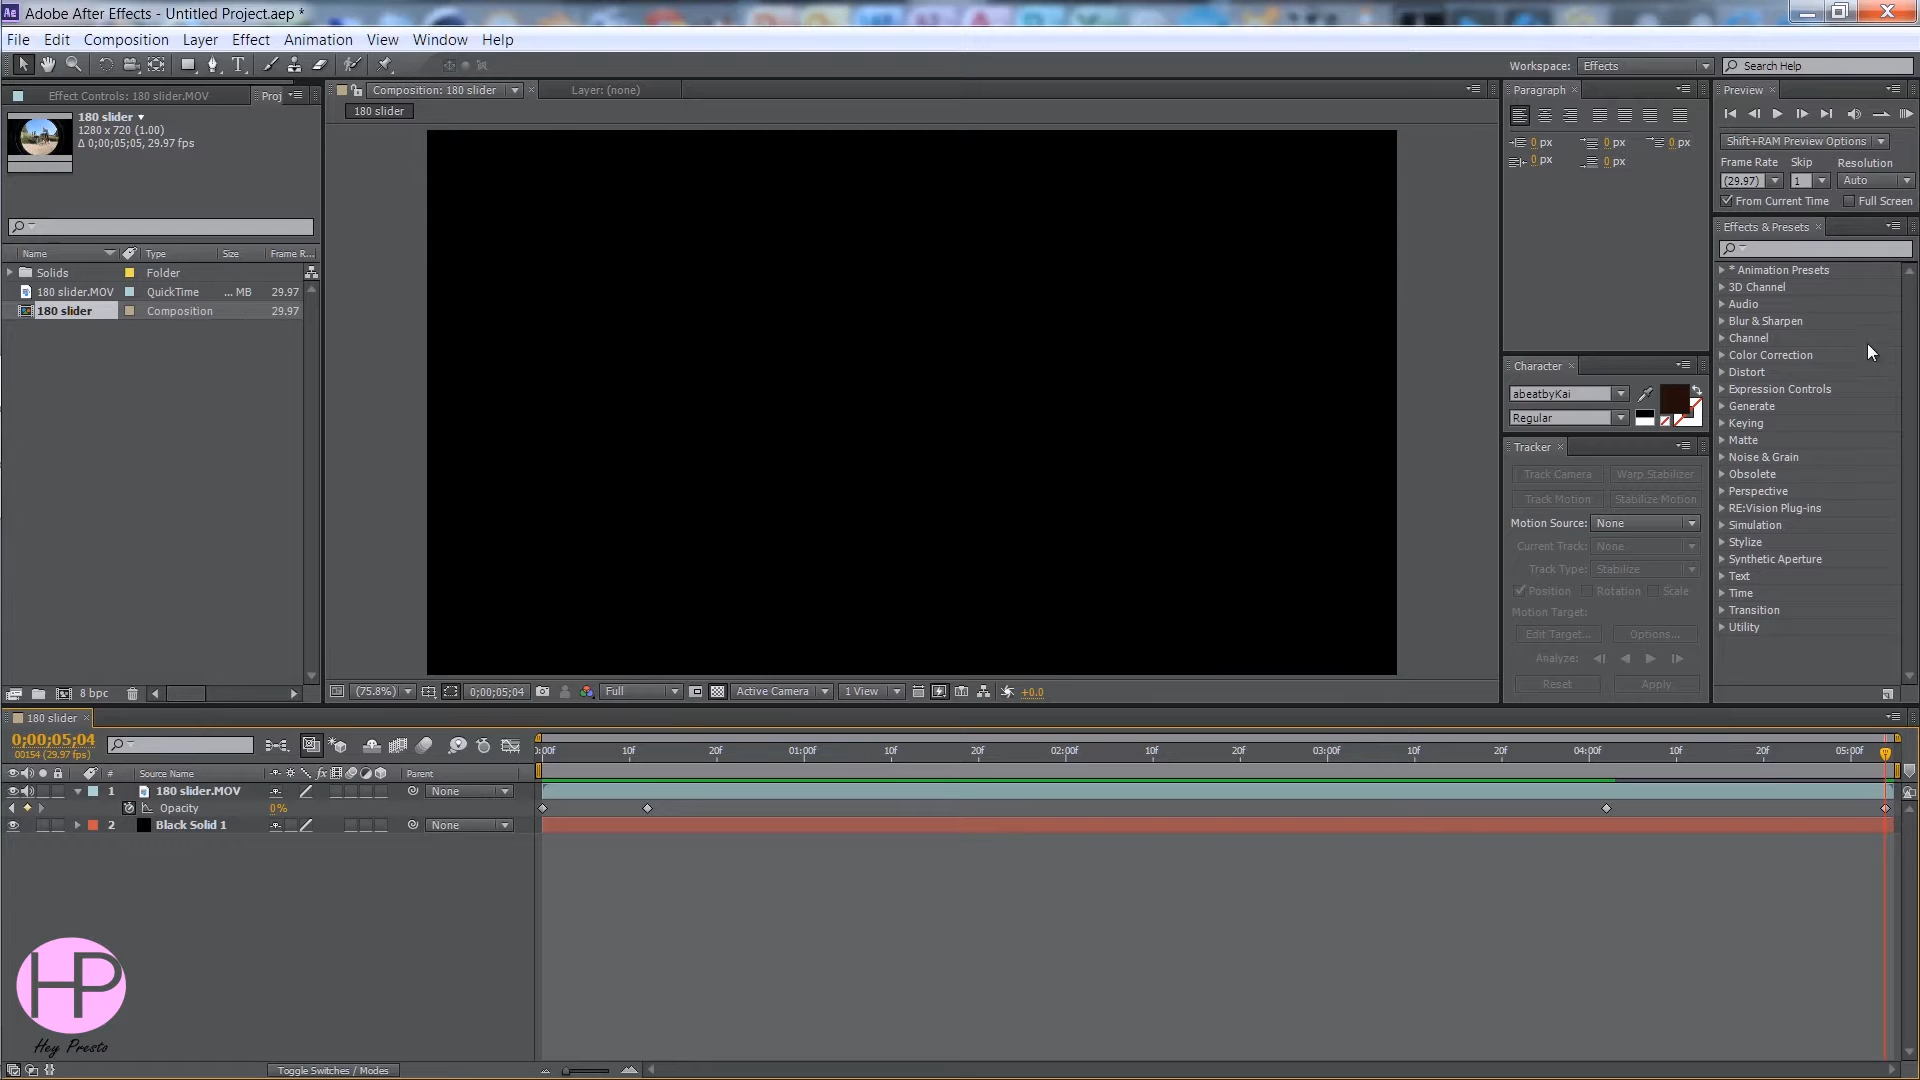 Ae Adobe After Effects - Untitled Project.aep *
File Edit Composition Layer Effect Animation View Window Help
Workspace: Effects Search Help
Effect Controls: 180 slider.MOV Proj
180 slider
1280 x 720 (1.00)
Δ 0;00;05;05, 29.97 fps
Name Type Size Frame R...
Solids Folder
180 slider.MOV QuickTime ... MB 29.97
180 slider Composition 29.97
8 bpc
Composition: 180 slider Layer: (none)
180 slider
(75.8%) 0;00;05;04 Full Active Camera 1 View +0.0
Paragraph
0 px 0 px 0 px
0 px 0 px
Character
abeatbyKai
Regular
Tracker
Track Camera Warp Stabilizer
Track Motion Stabilize Motion
Motion Source: None
Current Track: None
Track Type: Stabilize
Position Rotation Scale
Motion Target:
Edit Target... Options...
Analyze:
Reset Apply
Preview
Shift+RAM Preview Options
Frame Rate Skip Resolution
(29.97) 1 Auto
From Current Time Full Screen
Effects & Presets
* Animation Presets
3D Channel
Audio
Blur & Sharpen
Channel
Color Correction
Distort
Expression Controls
Generate
Keying
Matte
Noise & Grain
Obsolete
Perspective
RE:Vision Plug-ins
Simulation
Stylize
Synthetic Aperture
Text
Time
Transition
Utility
180 slider
0;00;05;04
00154 (29.97 fps)
0:00f 10f 20f 01:00f 10f 20f 02:00f 10f 20f 03:00f 10f 20f 04:00f 10f 20f 05:00f
# Source Name fx Parent
1 180 slider.MOV None
Opacity 0%
2 Black Solid 1 None
HP
Hey Presto
Toggle Switches / Modes